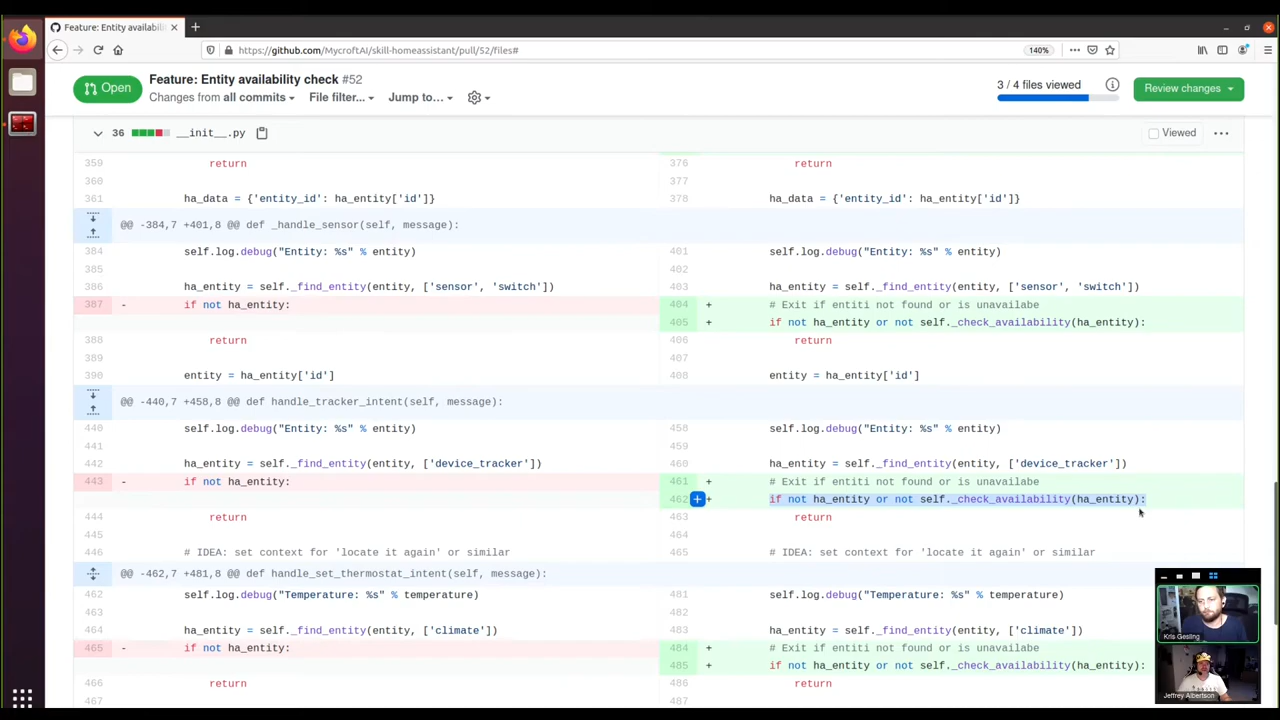 Feature: Entity availabil
https://github.com/MycroftAI/skill-homeassistant/pull/52/files#
140%
Open
Feature: Entity availability check #52
Changes from all commits
File filter...
Jump to...
3 / 4 files viewed
Review changes
36
__init__.py
Viewed
359 return
376 return
360
377
361 ha_data = {'entity_id': ha_entity['id']}
378 ha_data = {'entity_id': ha_entity['id']}
@@ -384,7 +401,8 @@ def _handle_sensor(self, message):
384 self.log.debug("Entity: %s" % entity)
401 self.log.debug("Entity: %s" % entity)
385
402
386 ha_entity = self._find_entity(entity, ['sensor', 'switch'])
403 ha_entity = self._find_entity(entity, ['sensor', 'switch'])
387 - if not ha_entity:
404 + # Exit if entiti not found or is unavailabe
405 + if not ha_entity or not self._check_availability(ha_entity):
388 return
406 return
389
407
390 entity = ha_entity['id']
408 entity = ha_entity['id']
@@ -440,7 +458,8 @@ def handle_tracker_intent(self, message):
440 self.log.debug("Entity: %s" % entity)
458 self.log.debug("Entity: %s" % entity)
441
459
442 ha_entity = self._find_entity(entity, ['device_tracker'])
460 ha_entity = self._find_entity(entity, ['device_tracker'])
443 - if not ha_entity:
461 + # Exit if entiti not found or is unavailabe
462 + if not ha_entity or not self._check_availability(ha_entity):
444 return
463 return
445
464
446 # IDEA: set context for 'locate it again' or similar
465 # IDEA: set context for 'locate it again' or similar
@@ -462,7 +481,8 @@ def handle_set_thermostat_intent(self, message):
462 self.log.debug("Temperature: %s" % temperature)
481 self.log.debug("Temperature: %s" % temperature)
463
482
464 ha_entity = self._find_entity(entity, ['climate'])
483 ha_entity = self._find_entity(entity, ['climate'])
465 - if not ha_entity:
484 + # Exit if entiti not found or is unavailabe
485 + if not ha_entity or not self._check_availability(ha_entity):
466 return
486 return
467
487
Kris Gesling
Jeffrey Albertson